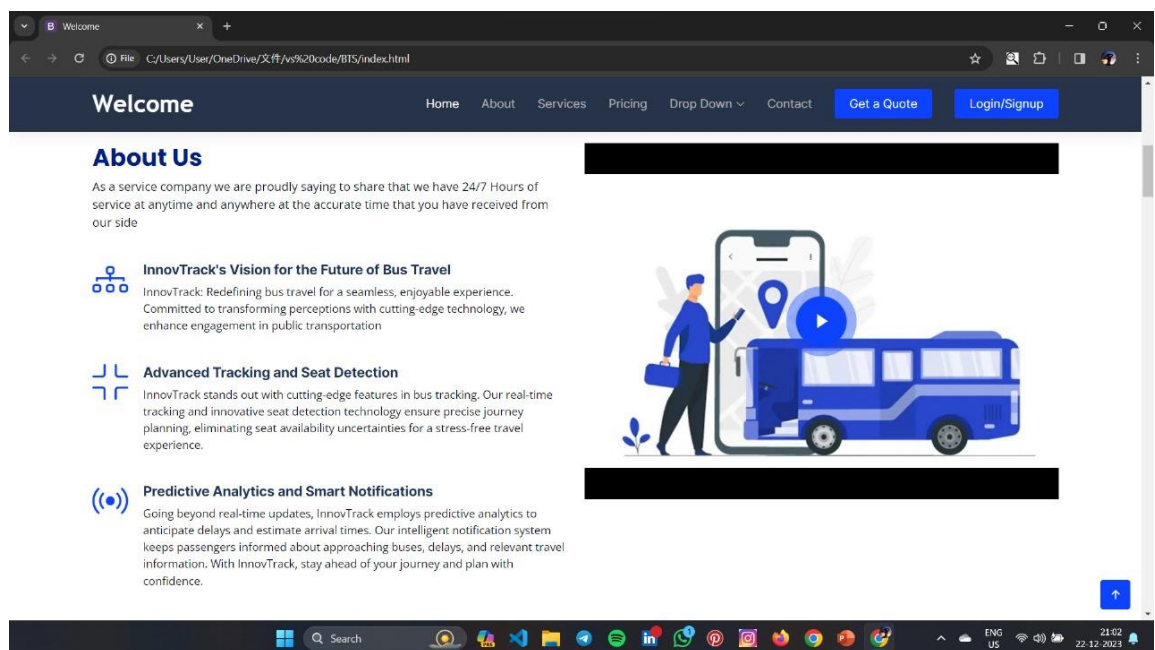 Welcome
File C:/Users/User/OneDrive/文件/vs%20code/BTS/index.html
Welcome
Home About Services Pricing Drop Down Contact Get a Quote Login/Signup
About Us
As a service company we are proudly saying to share that we have 24/7 Hours of
service at anytime and anywhere at the accurate time that you have received from
our side
InnovTrack's Vision for the Future of Bus Travel
InnovTrack: Redefining bus travel for a seamless, enjoyable experience.
Committed to transforming perceptions with cutting-edge technology, we
enhance engagement in public transportation
Advanced Tracking and Seat Detection
InnovTrack stands out with cutting-edge features in bus tracking. Our real-time
tracking and innovative seat detection technology ensure precise journey
planning, eliminating seat availability uncertainties for a stress-free travel
experience.
Predictive Analytics and Smart Notifications
Going beyond real-time updates, InnovTrack employs predictive analytics to
anticipate delays and estimate arrival times. Our intelligent notification system
keeps passengers informed about approaching buses, delays, and relevant travel
information. With InnovTrack, stay ahead of your journey and plan with
confidence.
Search
ENG
US
21:02
22-12-2023